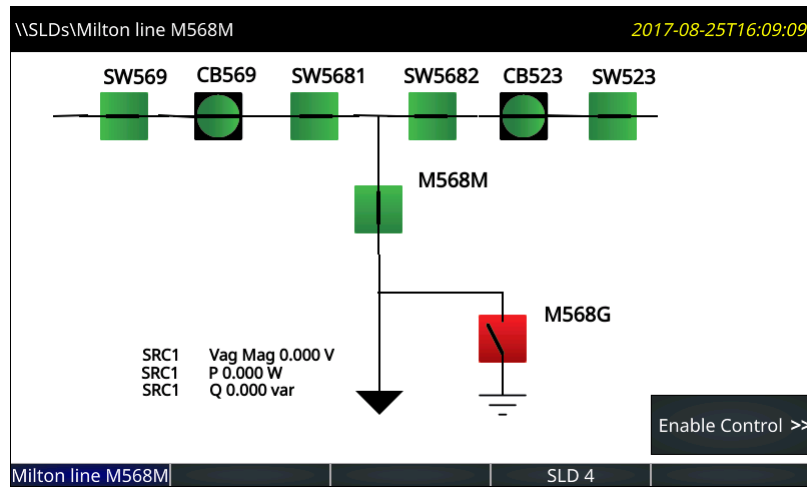 \\SLDs\Milton line M568M 2017-08-25T16:09:09
SW569 CB569 SW5681 SW5682 CB523 SW523
M568M
M568G
SRC1 Vag Mag 0.000 V
SRC1 P 0.000 W
SRC1 Q 0.000 var
Enable Control >>
Milton line M568M SLD 4